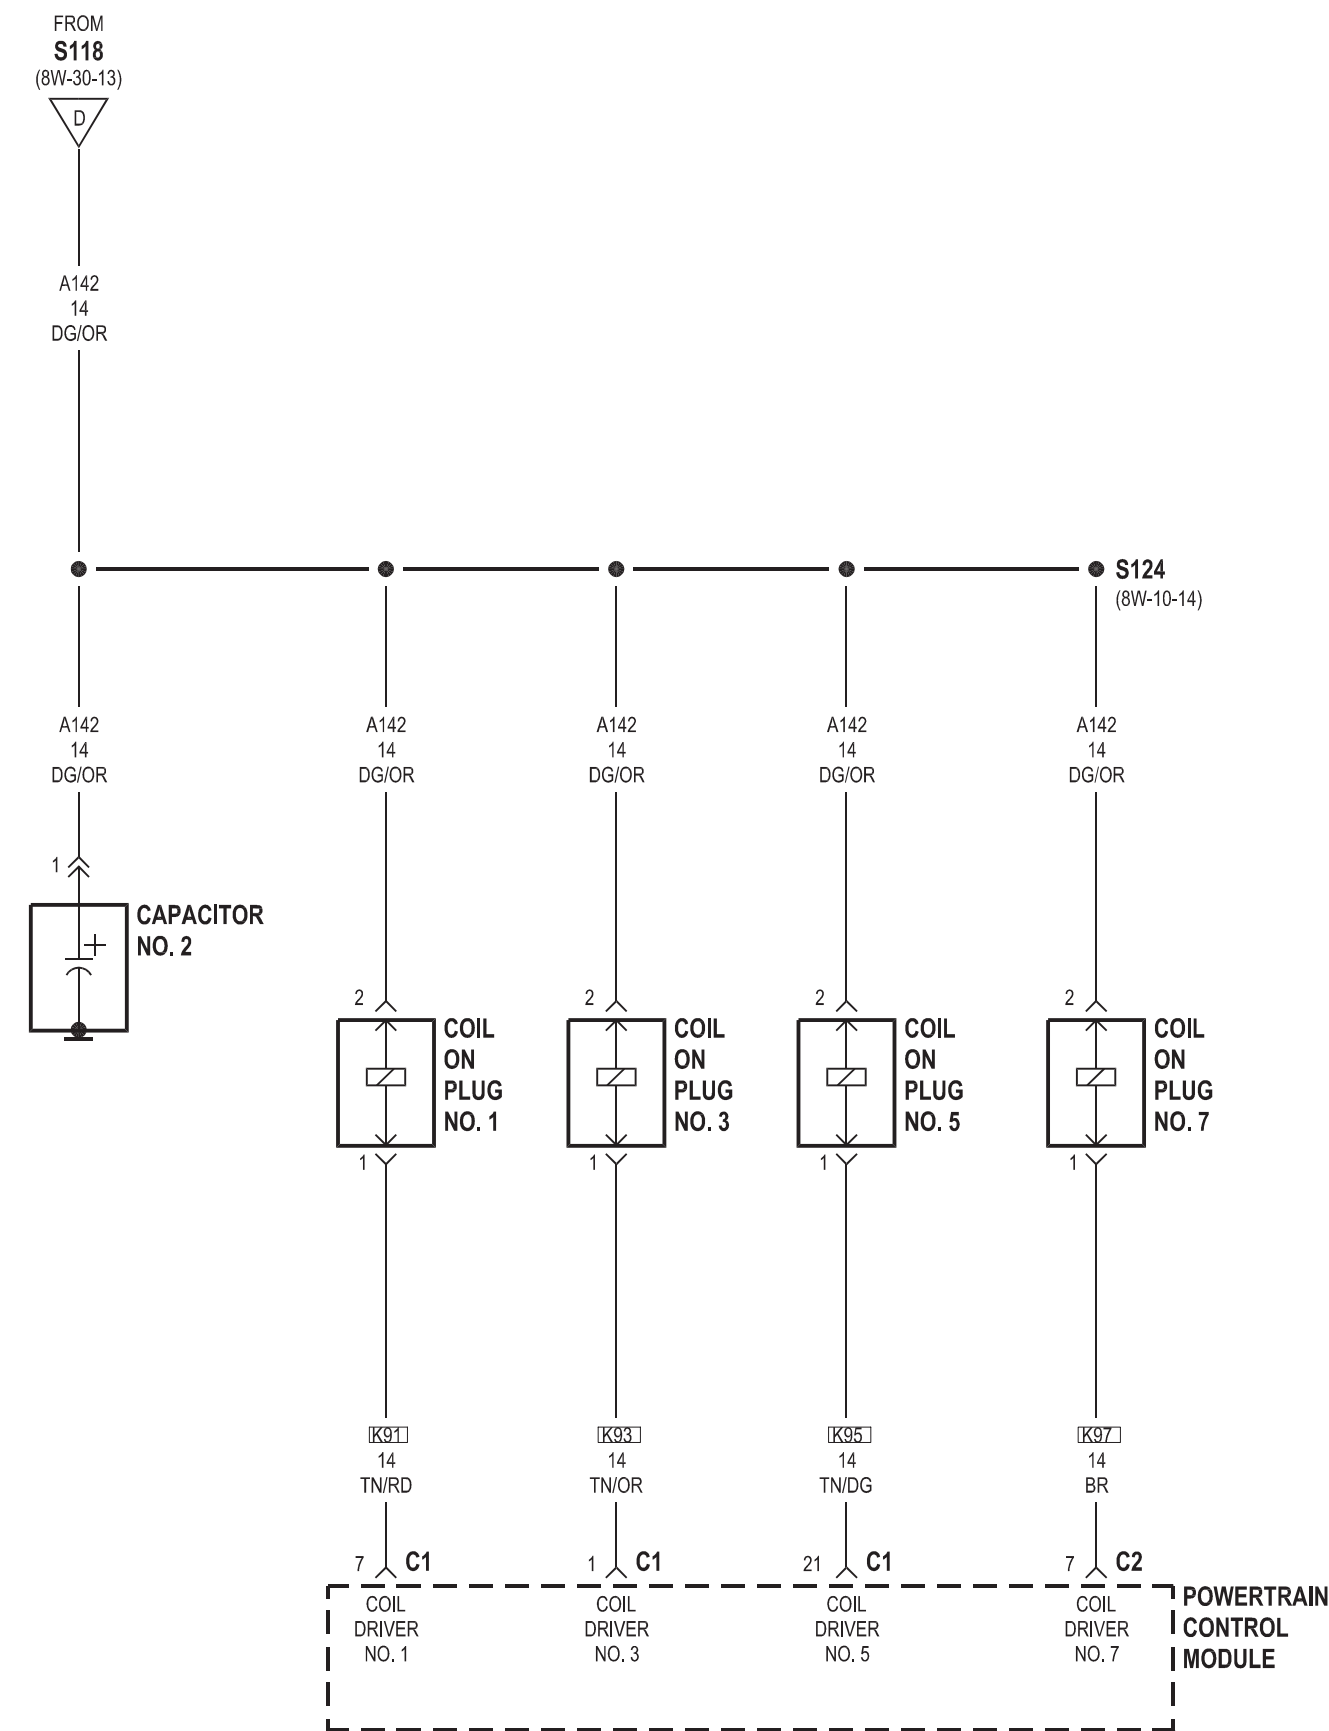 FROM
S118
(8W-30-13)
D
A142
14
DG/OR
S124
(8W-10-14)
A142
14
DG/OR
A142
14
DG/OR
A142
14
DG/OR
A142
14
DG/OR
A142
14
DG/OR
1
CAPACITOR
NO. 2
+
2
COIL
ON
PLUG
NO. 1
1
2
COIL
ON
PLUG
NO. 3
1
2
COIL
ON
PLUG
NO. 5
1
2
COIL
ON
PLUG
NO. 7
1
K91
14
TN/RD
K93
14
TN/OR
K95
14
TN/DG
K97
14
BR
7 C1
1 C1
21 C1
7 C2
COIL
DRIVER
NO. 1
COIL
DRIVER
NO. 3
COIL
DRIVER
NO. 5
COIL
DRIVER
NO. 7
POWERTRAIN
CONTROL
MODULE